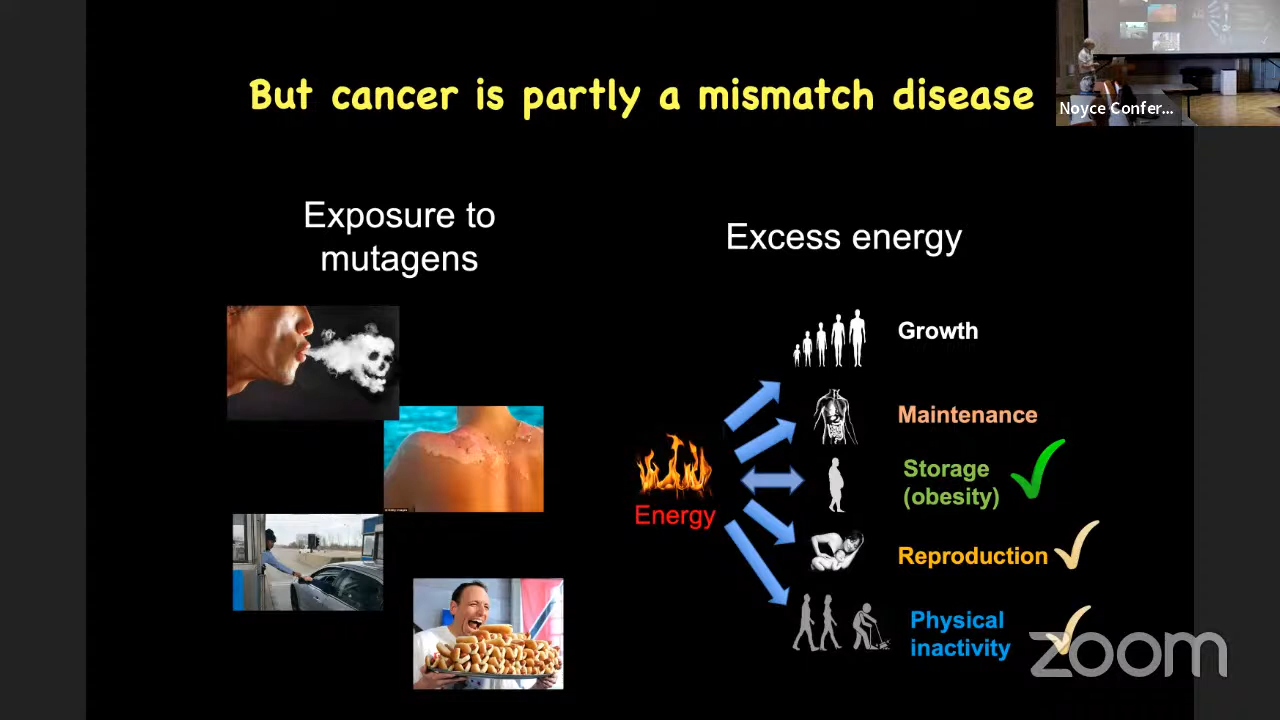 But cancer is partly a mismatch disease
Noyce Confer...
Exposure to
mutagens
Excess energy
Growth
Maintenance
Storage
(obesity)
Energy
Reproduction
Physical
inactivity
zoom